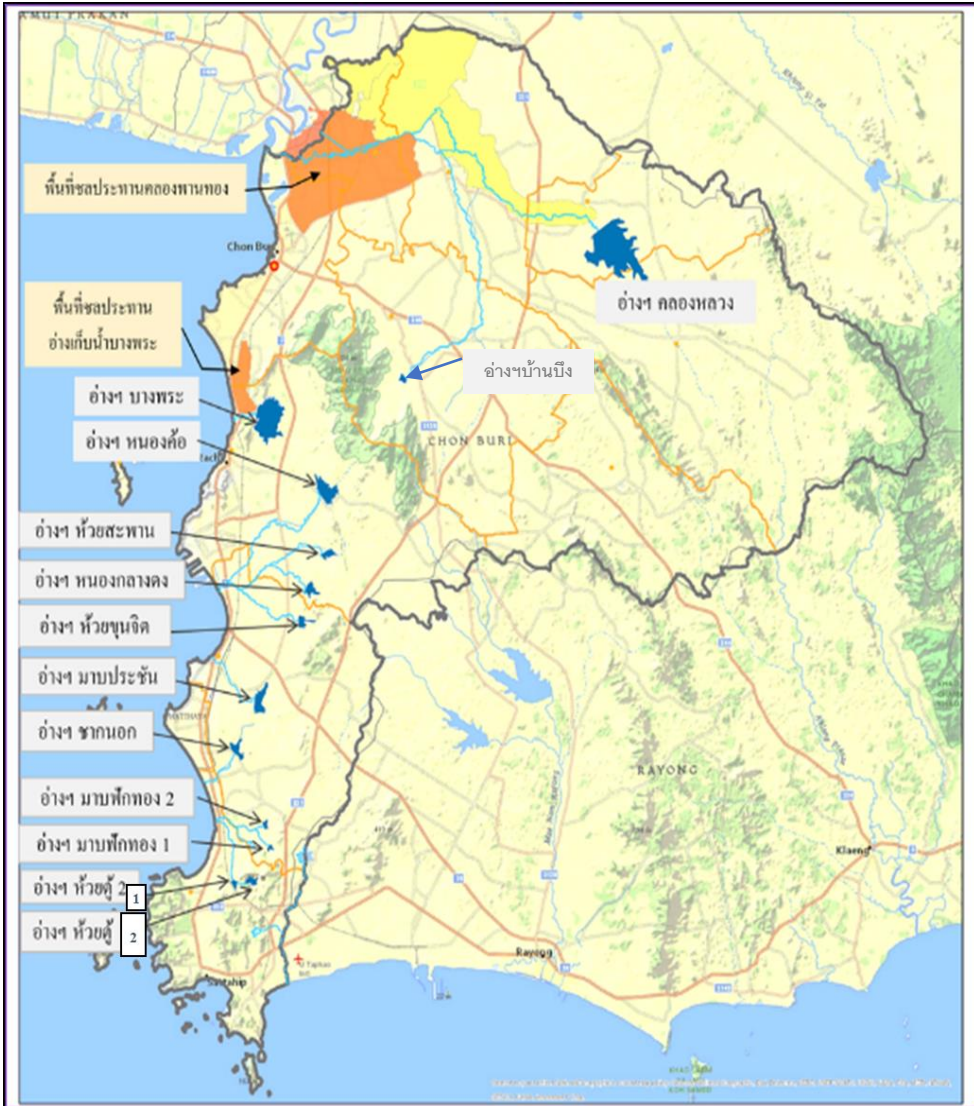 AMUT PRAKAN
พื้นที่ชลประทานคลองพานทอง
Chon Bu
อ่างฯ คลองหลวง
พื้นที่ชลประทาน
อ่างเก็บน้ำบางพระ
อ่างฯบ้านบึง
อ่างฯ บางพระ
CHON BURI
อ่างฯ หนองค้อ
อ่างฯ ห้วยสะพาน
อ่างฯ หนองกลางดง
อ่างฯ ห้วยขุนจิต
อ่างฯ มาบประชัน
อ่างฯ ชากนอก
RAYONG
อ่างฯ มาบฟักทอง 2
อ่างฯ มาบฟักทอง 1
Klaeng
อ่างฯ ห้วยตู้ 2
1
อ่างฯ ห้วยตู้
2
Rayong
Sattahip